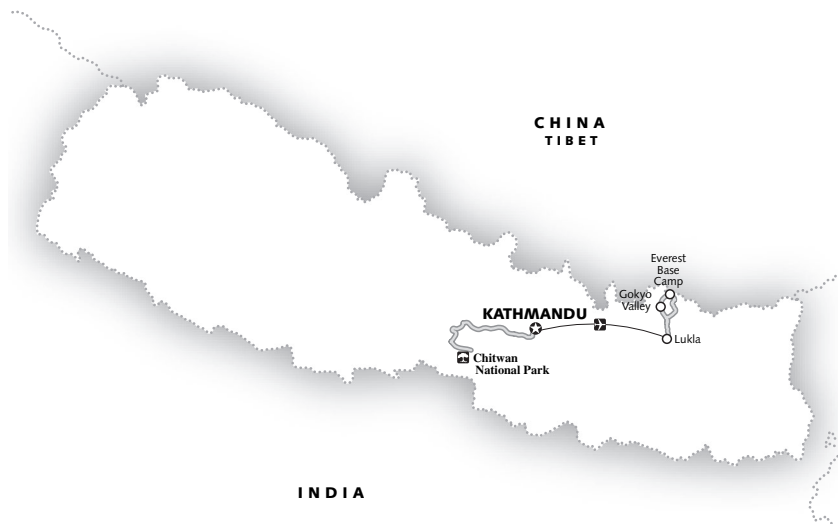 CHINA
TIBET
Everest
Base
Camp
Gokyo
Valley
KATHMANDU
Lukla
Chitwan
National Park
INDIA